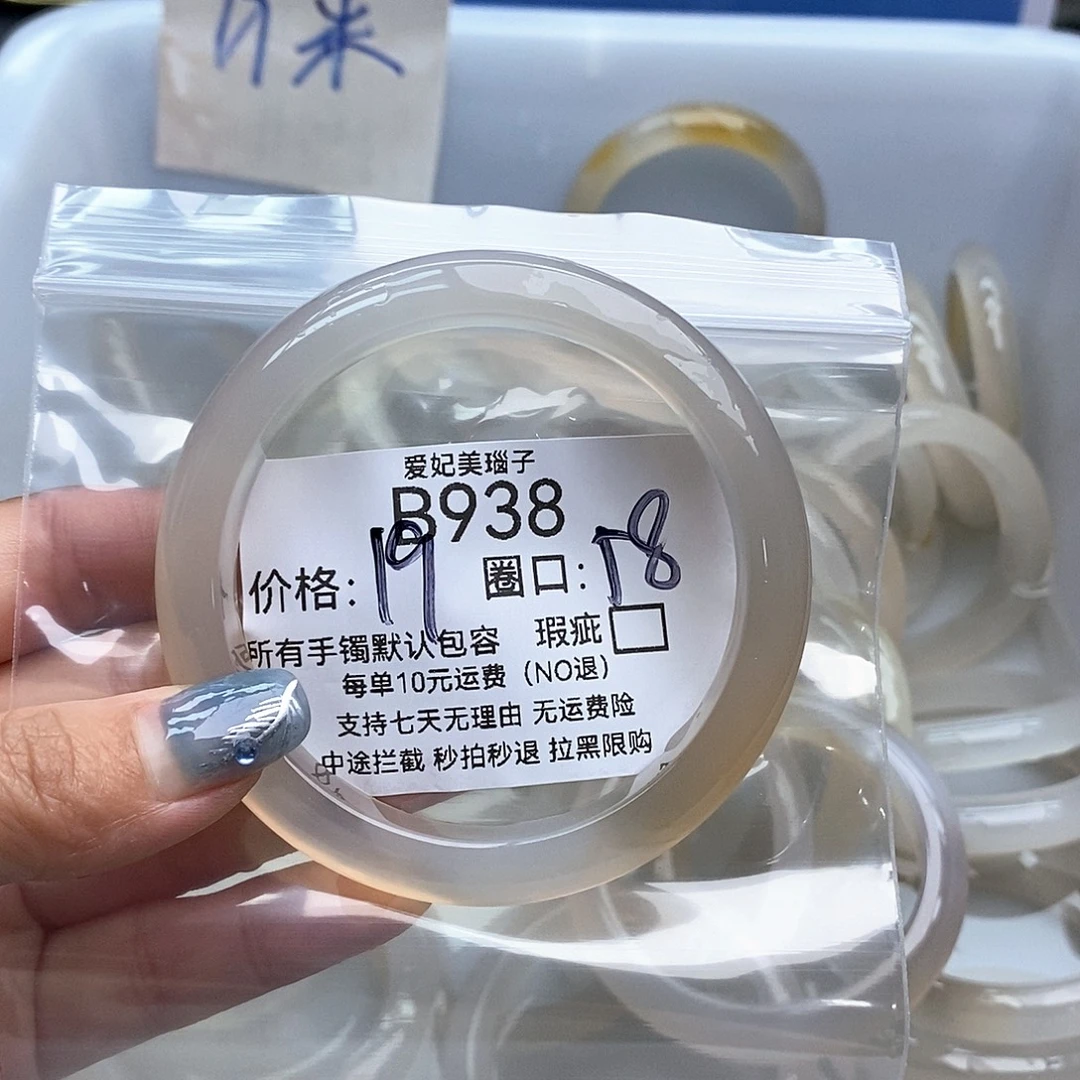 爱妃美瑙子
B938
价格: 19 圈口: 58
所有手镯默认包容 瑕疵
每单10元运费（NO退）
支持七天无理由 无运费险
中途拦截 秒拍秒退 拉黑限购